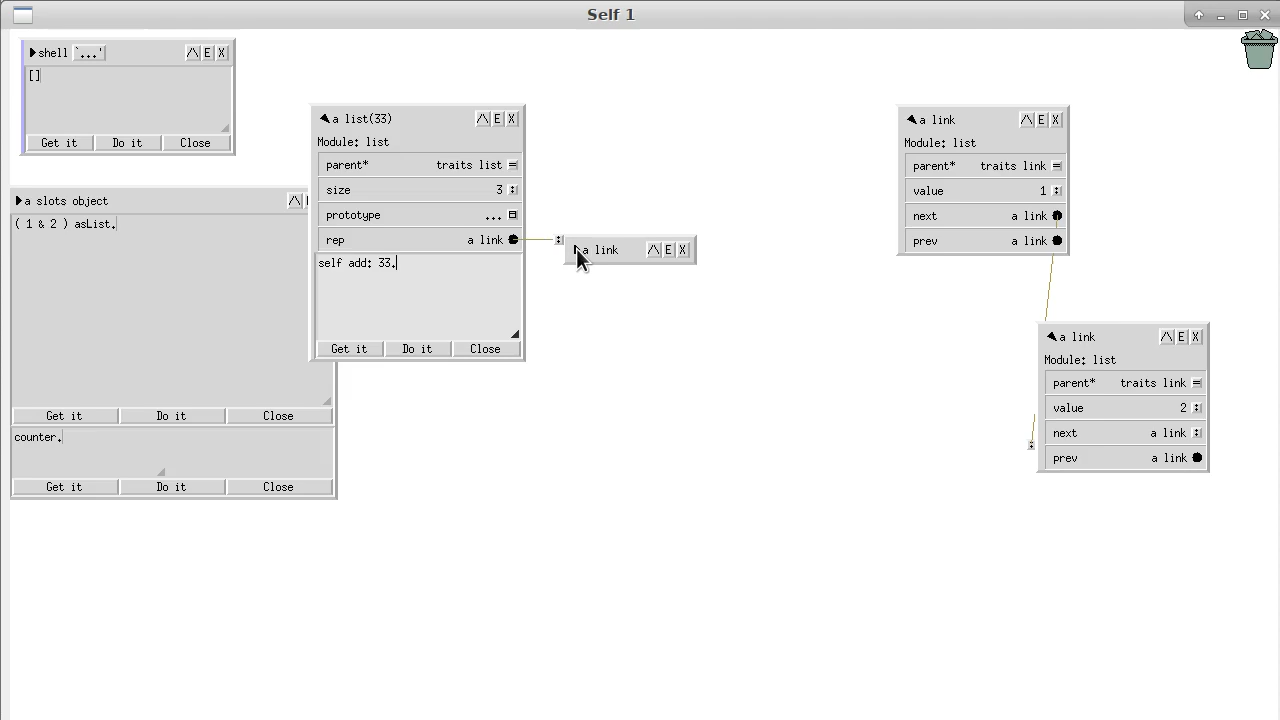 Self 1
shell `...' /\ E X
[]
Get it Do it Close
a slots object /\
( 1 & 2 ) asList.
Get it Do it Close
counter.
Get it Do it Close
a list(33) /\ E X
Module: list
parent* traits list =
size 3 :
prototype ...
rep a link
self add: 33.
Get it Do it Close
a link /\ E X
a link /\ E X
Module: list
parent* traits link =
value 1 :
next a link
prev a link
a link /\ E X
Module: list
parent* traits link =
value 2 :
next a link :
prev a link